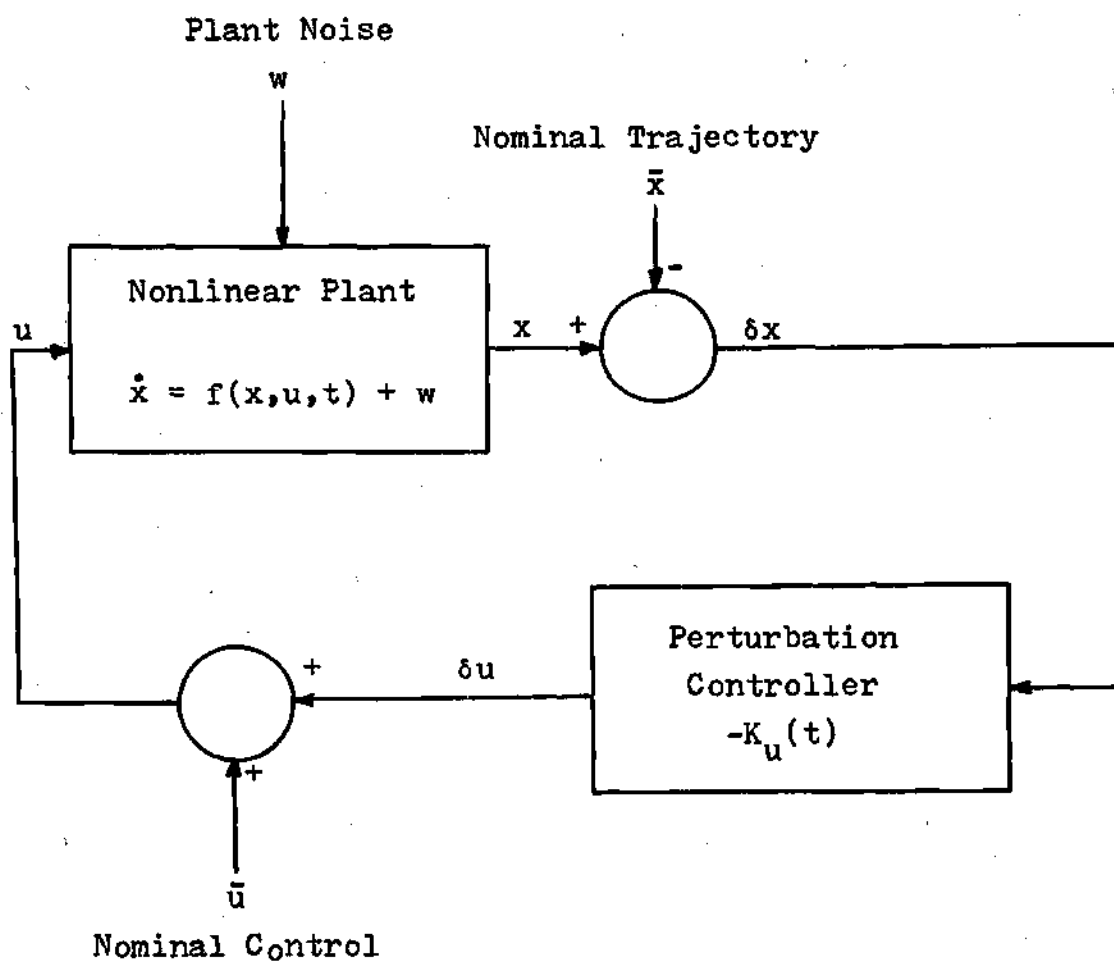 Plant Noise
w
Nominal Trajectory
x̄
-
Nonlinear Plant
u
x
+
δx
ẋ = f(x,u,t) + w
Perturbation
Controller
-K_u(t)
+
δu
+
ū
Nominal Control